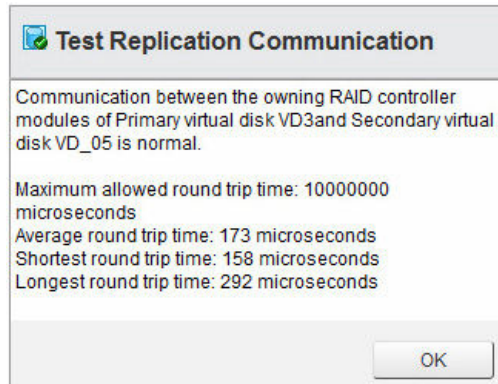 Test Replication Communication
Communication between the owning RAID controller
modules of Primary virtual disk VD3and Secondary virtual
disk VD_05 is normal.
Maximum allowed round trip time: 10000000
microseconds
Average round trip time: 173 microseconds
Shortest round trip time: 158 microseconds
Longest round trip time: 292 microseconds
OK